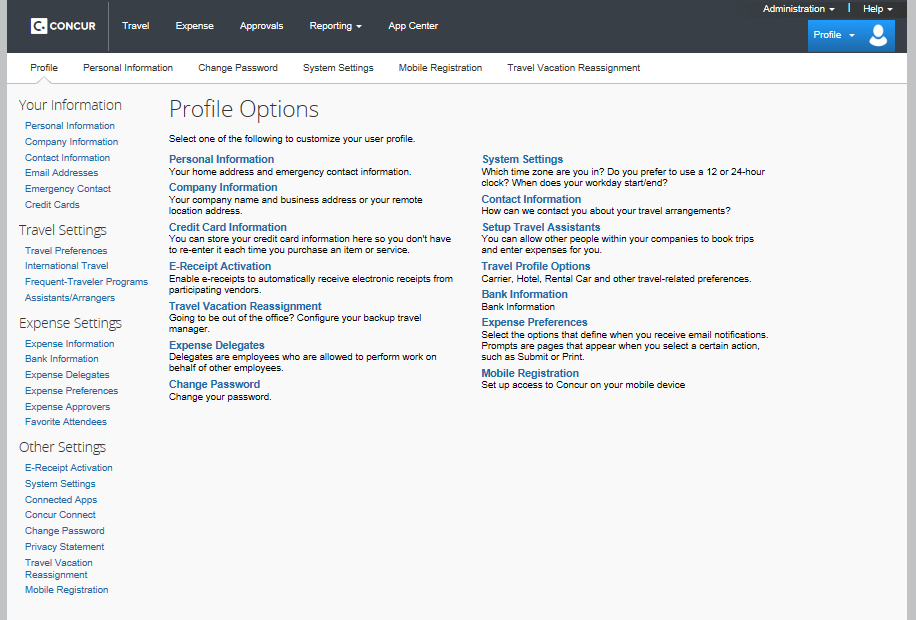 Administration | Help
C. CONCUR Travel Expense Approvals Reporting App Center
Profile
Profile Personal Information Change Password System Settings Mobile Registration Travel Vacation Reassignment
Your Information
Personal Information
Company Information
Contact Information
Email Addresses
Emergency Contact
Credit Cards
Travel Settings
Travel Preferences
International Travel
Frequent-Traveler Programs
Assistants/Arrangers
Expense Settings
Expense Information
Bank Information
Expense Delegates
Expense Preferences
Expense Approvers
Favorite Attendees
Other Settings
E-Receipt Activation
System Settings
Connected Apps
Concur Connect
Change Password
Privacy Statement
Travel Vacation
Reassignment
Mobile Registration
Profile Options
Select one of the following to customize your user profile.
Personal Information
Your home address and emergency contact information.
Company Information
Your company name and business address or your remote
location address.
Credit Card Information
You can store your credit card information here so you don't have
to re-enter it each time you purchase an item or service.
E-Receipt Activation
Enable e-receipts to automatically receive electronic receipts from
participating vendors.
Travel Vacation Reassignment
Going to be out of the office? Configure your backup travel
manager.
Expense Delegates
Delegates are employees who are allowed to perform work on
behalf of other employees.
Change Password
Change your password.
System Settings
Which time zone are you in? Do you prefer to use a 12 or 24-hour
clock? When does your workday start/end?
Contact Information
How can we contact you about your travel arrangements?
Setup Travel Assistants
You can allow other people within your companies to book trips
and enter expenses for you.
Travel Profile Options
Carrier, Hotel, Rental Car and other travel-related preferences.
Bank Information
Bank Information
Expense Preferences
Select the options that define when you receive email notifications.
Prompts are pages that appear when you select a certain action,
such as Submit or Print.
Mobile Registration
Set up access to Concur on your mobile device